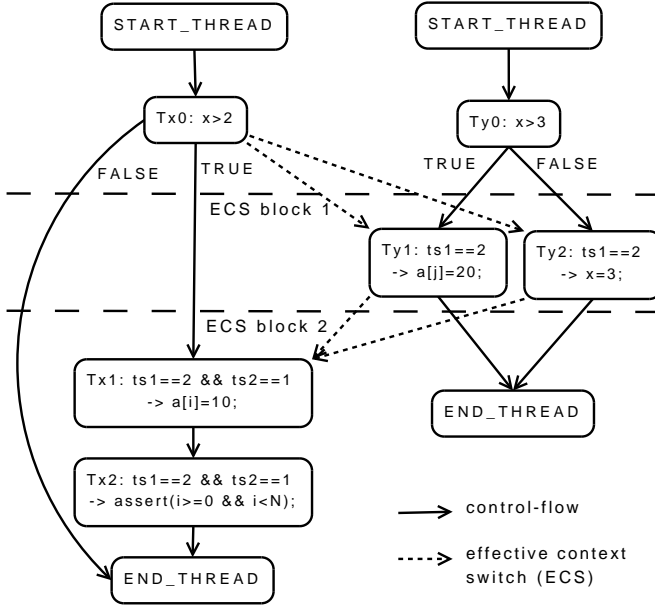 START_THREAD
START_THREAD
Tx0: x>2
Ty0: x>3
FALSE
TRUE
TRUE
FALSE
ECS block 1
Ty1: ts1==2
-> a[j]=20;
Ty2: ts1==2
-> x=3;
ECS block 2
Tx1: ts1==2 && ts2==1
-> a[i]=10;
END_THREAD
Tx2: ts1==2 && ts2==1
-> assert(i>=0 && i<N);
END_THREAD
control-flow
effective context
switch (ECS)